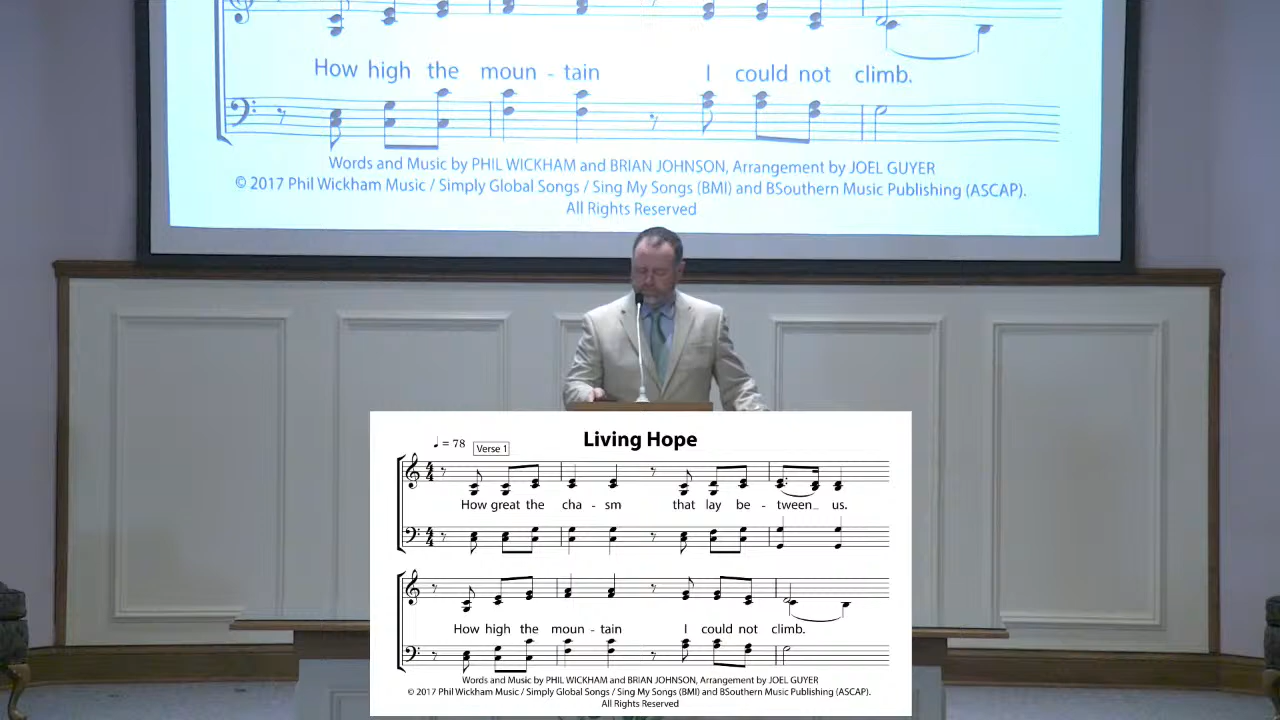 How high the moun - tain I could not climb.
Words and Music by PHIL WICKHAM and BRIAN JOHNSON, Arrangement by JOEL GUYER
© 2017 Phil Wickham Music / Simply Global Songs / Sing My Songs (BMI) and BSouthern Music Publishing (ASCAP).
All Rights Reserved
Living Hope
♩ = 78 Verse 1
How great the cha - sm that lay be - tween_ us.
How high the moun - tain I could not climb.
Words and Music by PHIL WICKHAM and BRIAN JOHNSON, Arrangement by JOEL GUYER
© 2017 Phil Wickham Music / Simply Global Songs / Sing My Songs (BMI) and BSouthern Music Publishing (ASCAP).
All Rights Reserved